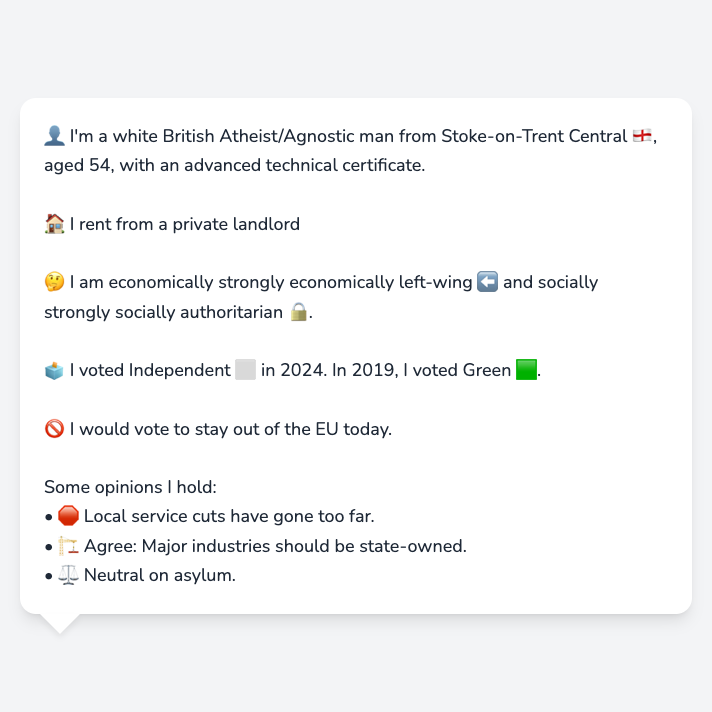 👤 I'm a white British Atheist/Agnostic man from Stoke-on-Trent Central 🏴󠁧󠁢󠁥󠁮󠁧󠁿,
aged 54, with an advanced technical certificate.
🏠 I rent from a private landlord
🤔 I am economically strongly economically left-wing ⬅️ and socially
strongly socially authoritarian 🔒.
🗳️ I voted Independent ⬜ in 2024. In 2019, I voted Green 🟩.
🚫 I would vote to stay out of the EU today.
Some opinions I hold:
• 🛑 Local service cuts have gone too far.
• 🏗️ Agree: Major industries should be state-owned.
• ⚖️ Neutral on asylum.